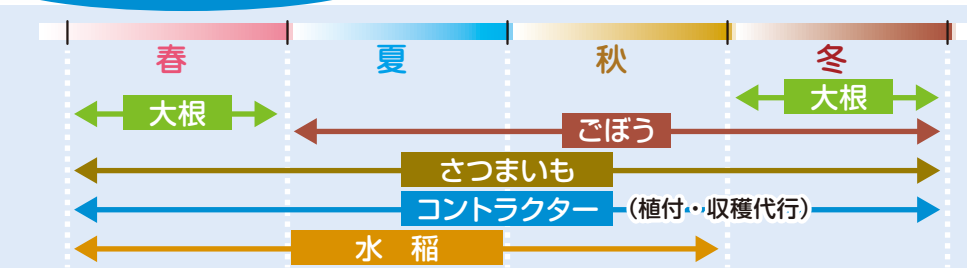 春 夏 秋 冬
大根 大根
ごぼう
さつまいも
コントラクター (植付・収穫代行)
水 稲